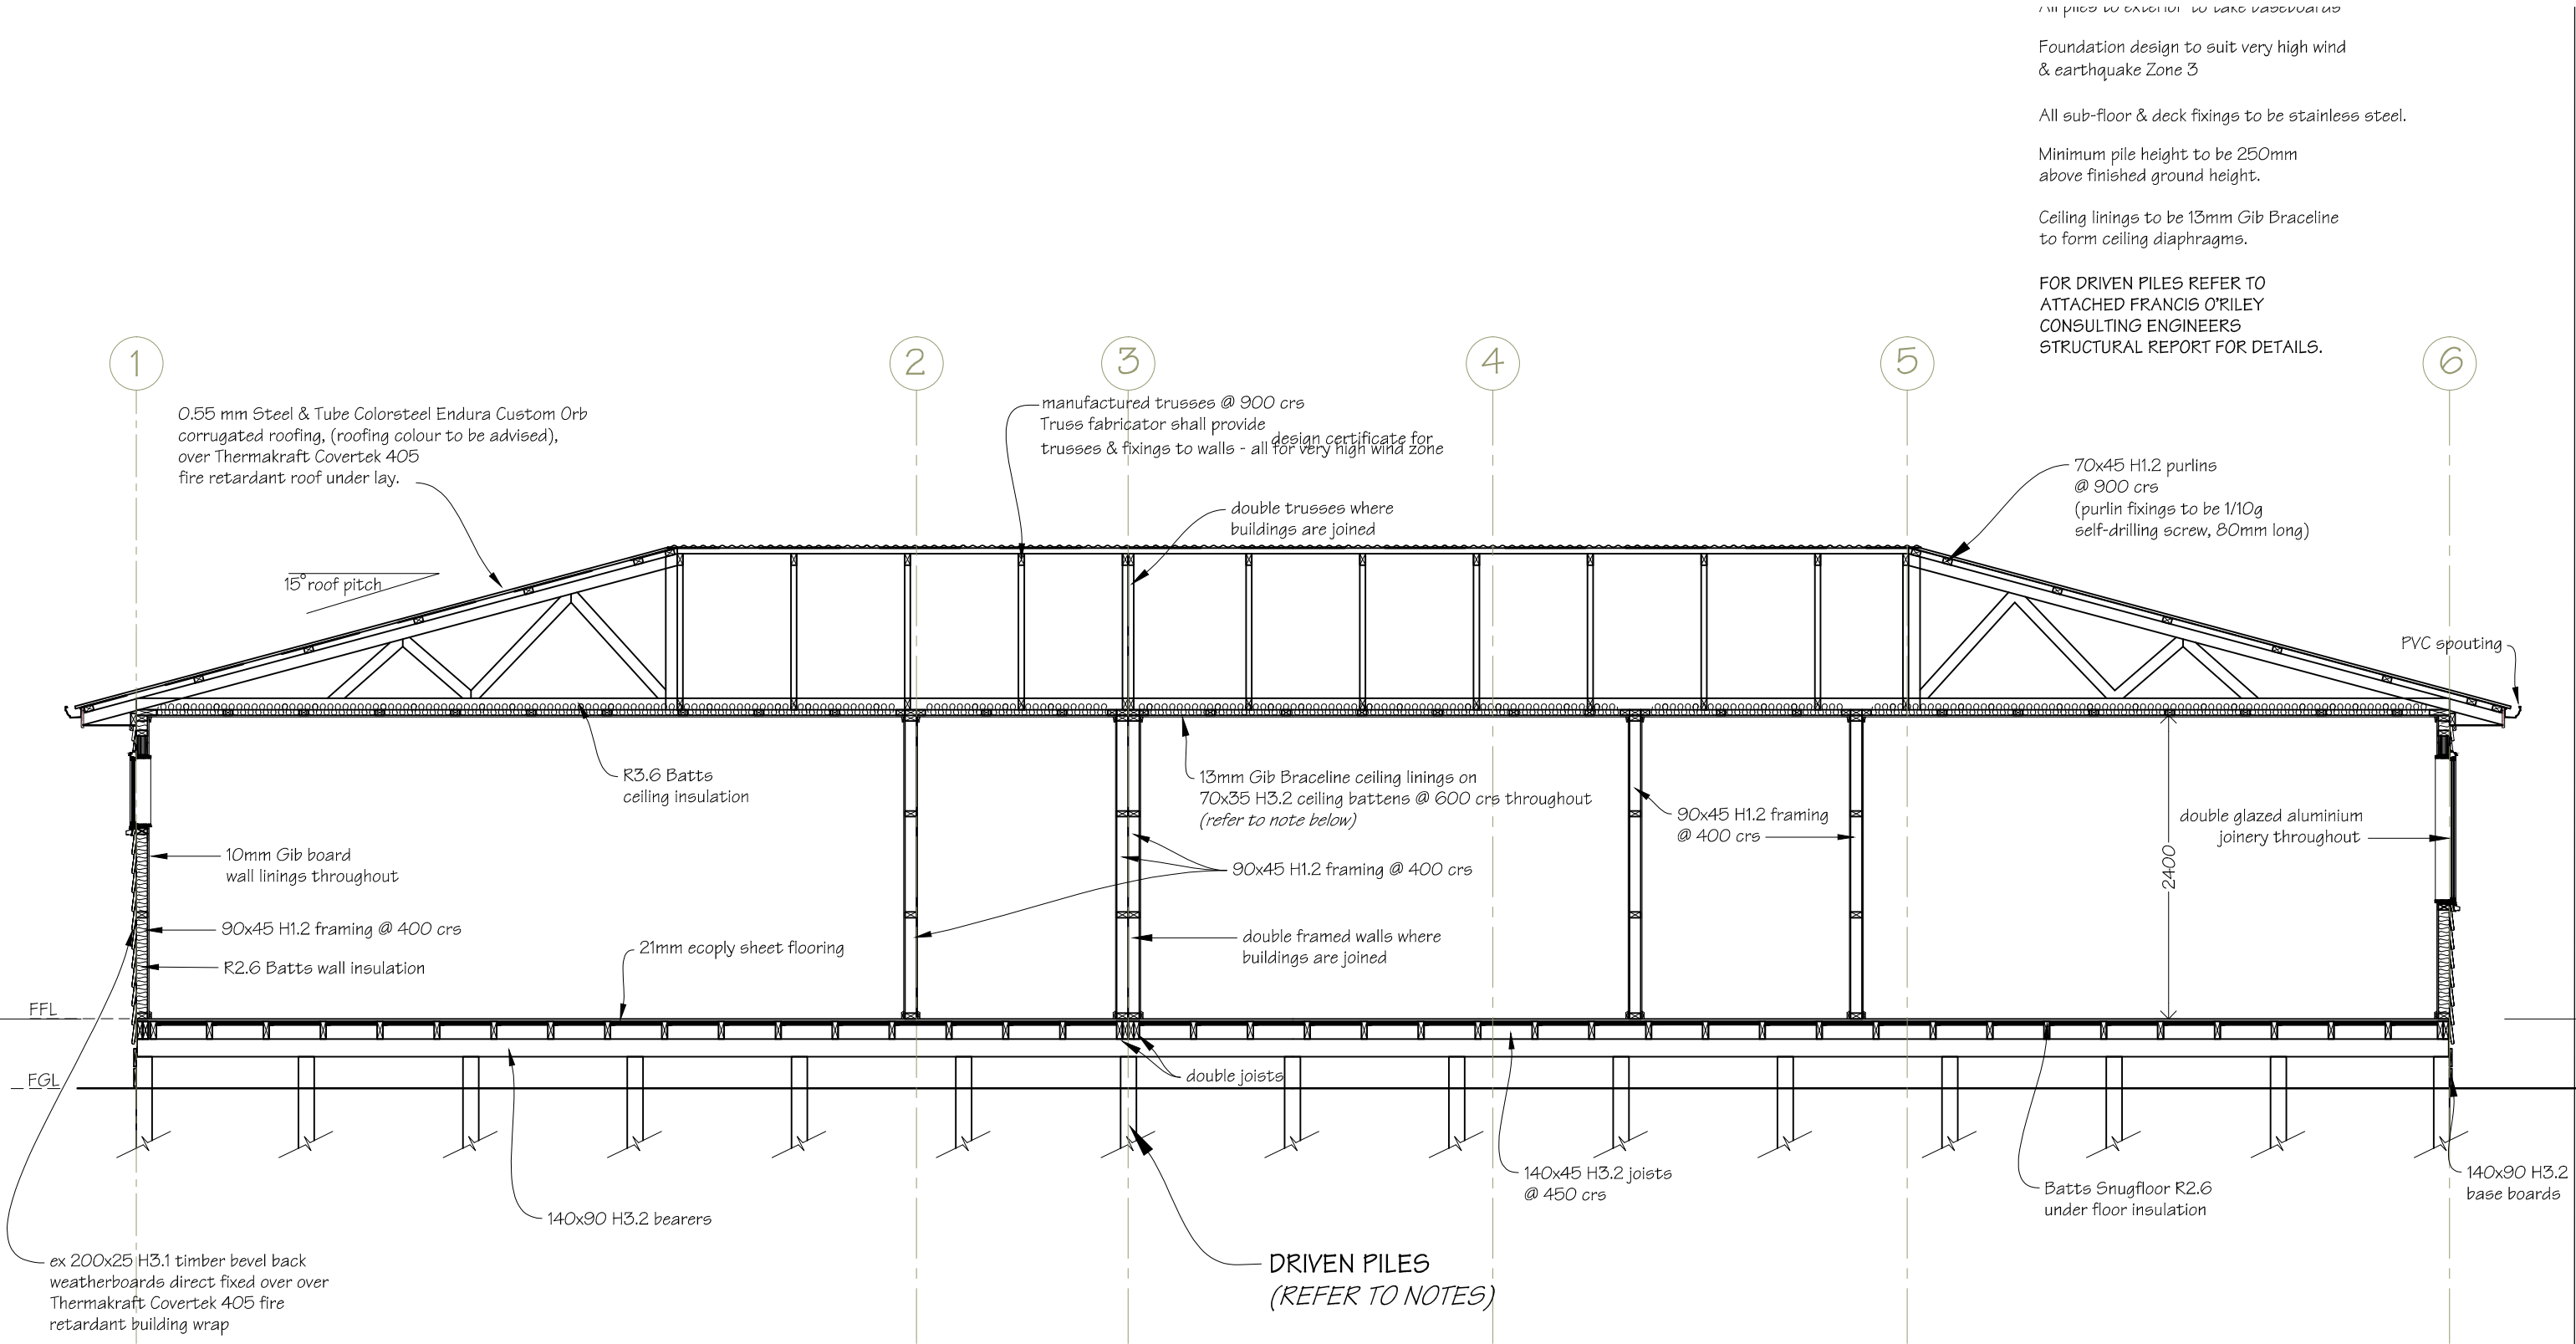 All piles to exterior to take baseboards
Foundation design to suit very high wind
& earthquake Zone 3
All sub-floor & deck fixings to be stainless steel.
Minimum pile height to be 250mm
above finished ground height.
Ceiling linings to be 13mm Gib Braceline
to form ceiling diaphragms.
FOR DRIVEN PILES REFER TO
ATTACHED FRANCIS O'RILEY
CONSULTING ENGINEERS
STRUCTURAL REPORT FOR DETAILS.
1
2
3
4
5
6
0.55 mm Steel & Tube Colorsteel Endura Custom Orb
corrugated roofing, (roofing colour to be advised),
over Thermakraft Covertek 405
fire retardant roof under lay.
manufactured trusses @ 900 crs
Truss fabricator shall provide
design certificate for
trusses & fixings to walls - all for very high wind zone
70x45 H1.2 purlins
@ 900 crs
(purlin fixings to be 1/10g
self-drilling screw, 80mm long)
double trusses where
buildings are joined
15° roof pitch
PVC spouting
R3.6 Batts
ceiling insulation
13mm Gib Braceline ceiling linings on
70x35 H3.2 ceiling battens @ 600 crs throughout
(refer to note below)
90x45 H1.2 framing
@ 400 crs
double glazed aluminium
joinery throughout
2400
10mm Gib board
wall linings throughout
90x45 H1.2 framing @ 400 crs
90x45 H1.2 framing @ 400 crs
double framed walls where
buildings are joined
21mm ecoply sheet flooring
R2.6 Batts wall insulation
FFL
FGL
double joists
140x45 H3.2 joists
@ 450 crs
Batts Snugfloor R2.6
under floor insulation
140x90 H3.2
base boards
140x90 H3.2 bearers
DRIVEN PILES
(REFER TO NOTES)
ex 200x25 H3.1 timber bevel back
weatherboards direct fixed over over
Thermakraft Covertek 405 fire
retardant building wrap